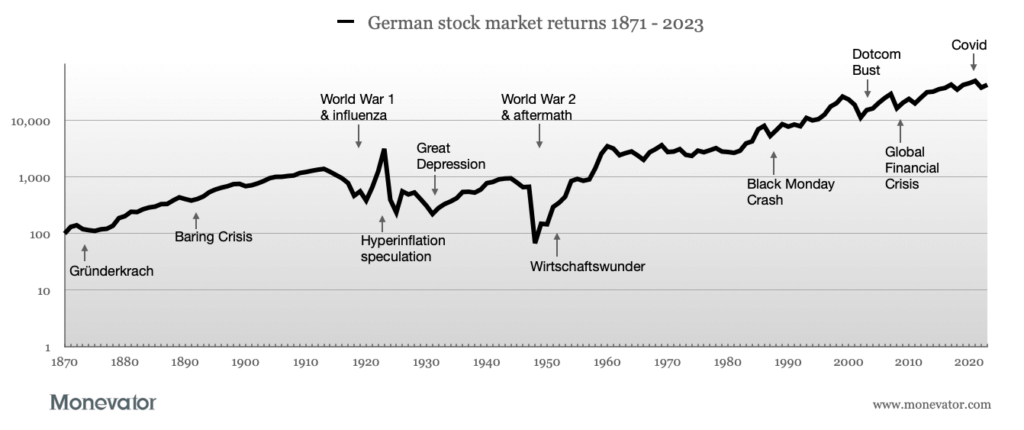 German stock market returns 1871 - 2023
Covid
Dotcom
Bust
World War 1
& influenza
World War 2
& aftermath
10,000
Great
Depression
Global
Financial
Crisis
1,000
Black Monday
Crash
100
Baring Crisis
Hyperinflation
speculation
Gründerkrach
Wirtschaftswunder
10
1
1870 1880 1890 1900 1910 1920 1930 1940 1950 1960 1970 1980 1990 2000 2010 2020
Monevator
www.monevator.com